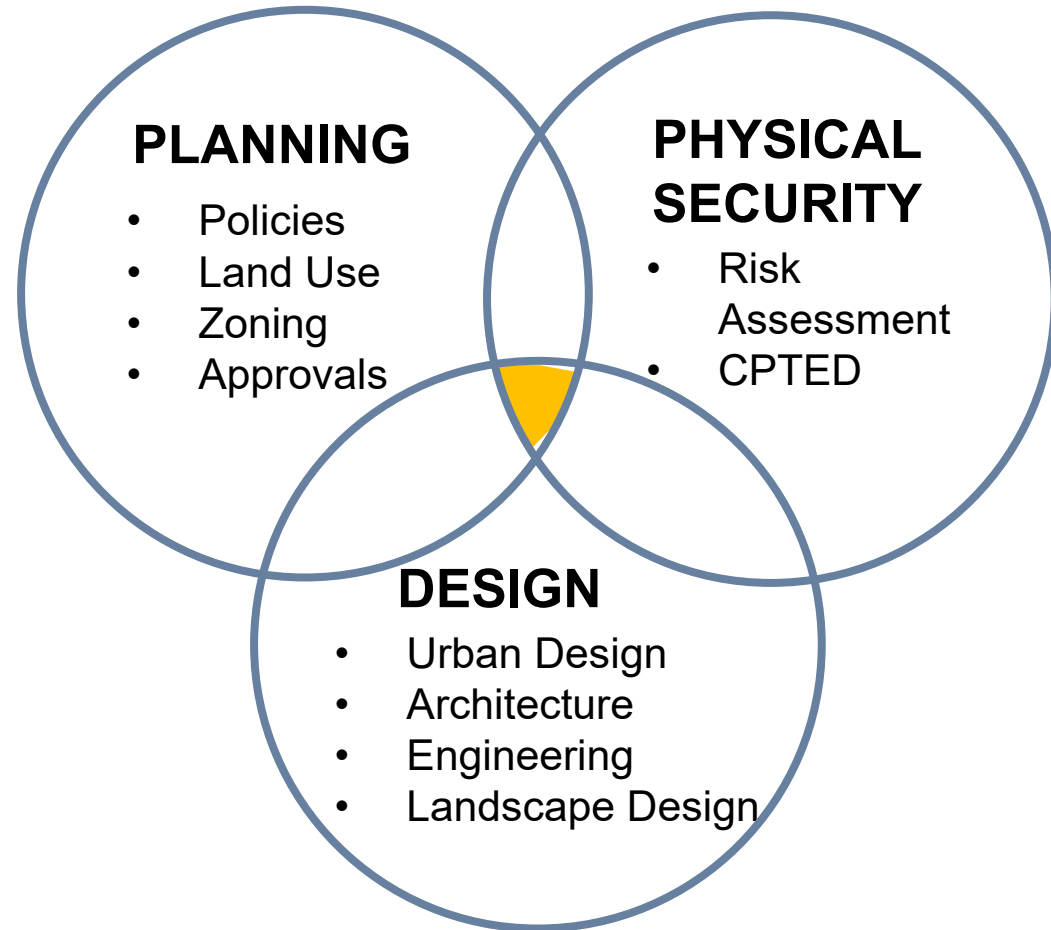 PLANNING
• Policies
• Land Use
• Zoning
• Approvals
PHYSICAL
SECURITY
• Risk
Assessment
• CPTED
DESIGN
• Urban Design
• Architecture
• Engineering
• Landscape Design